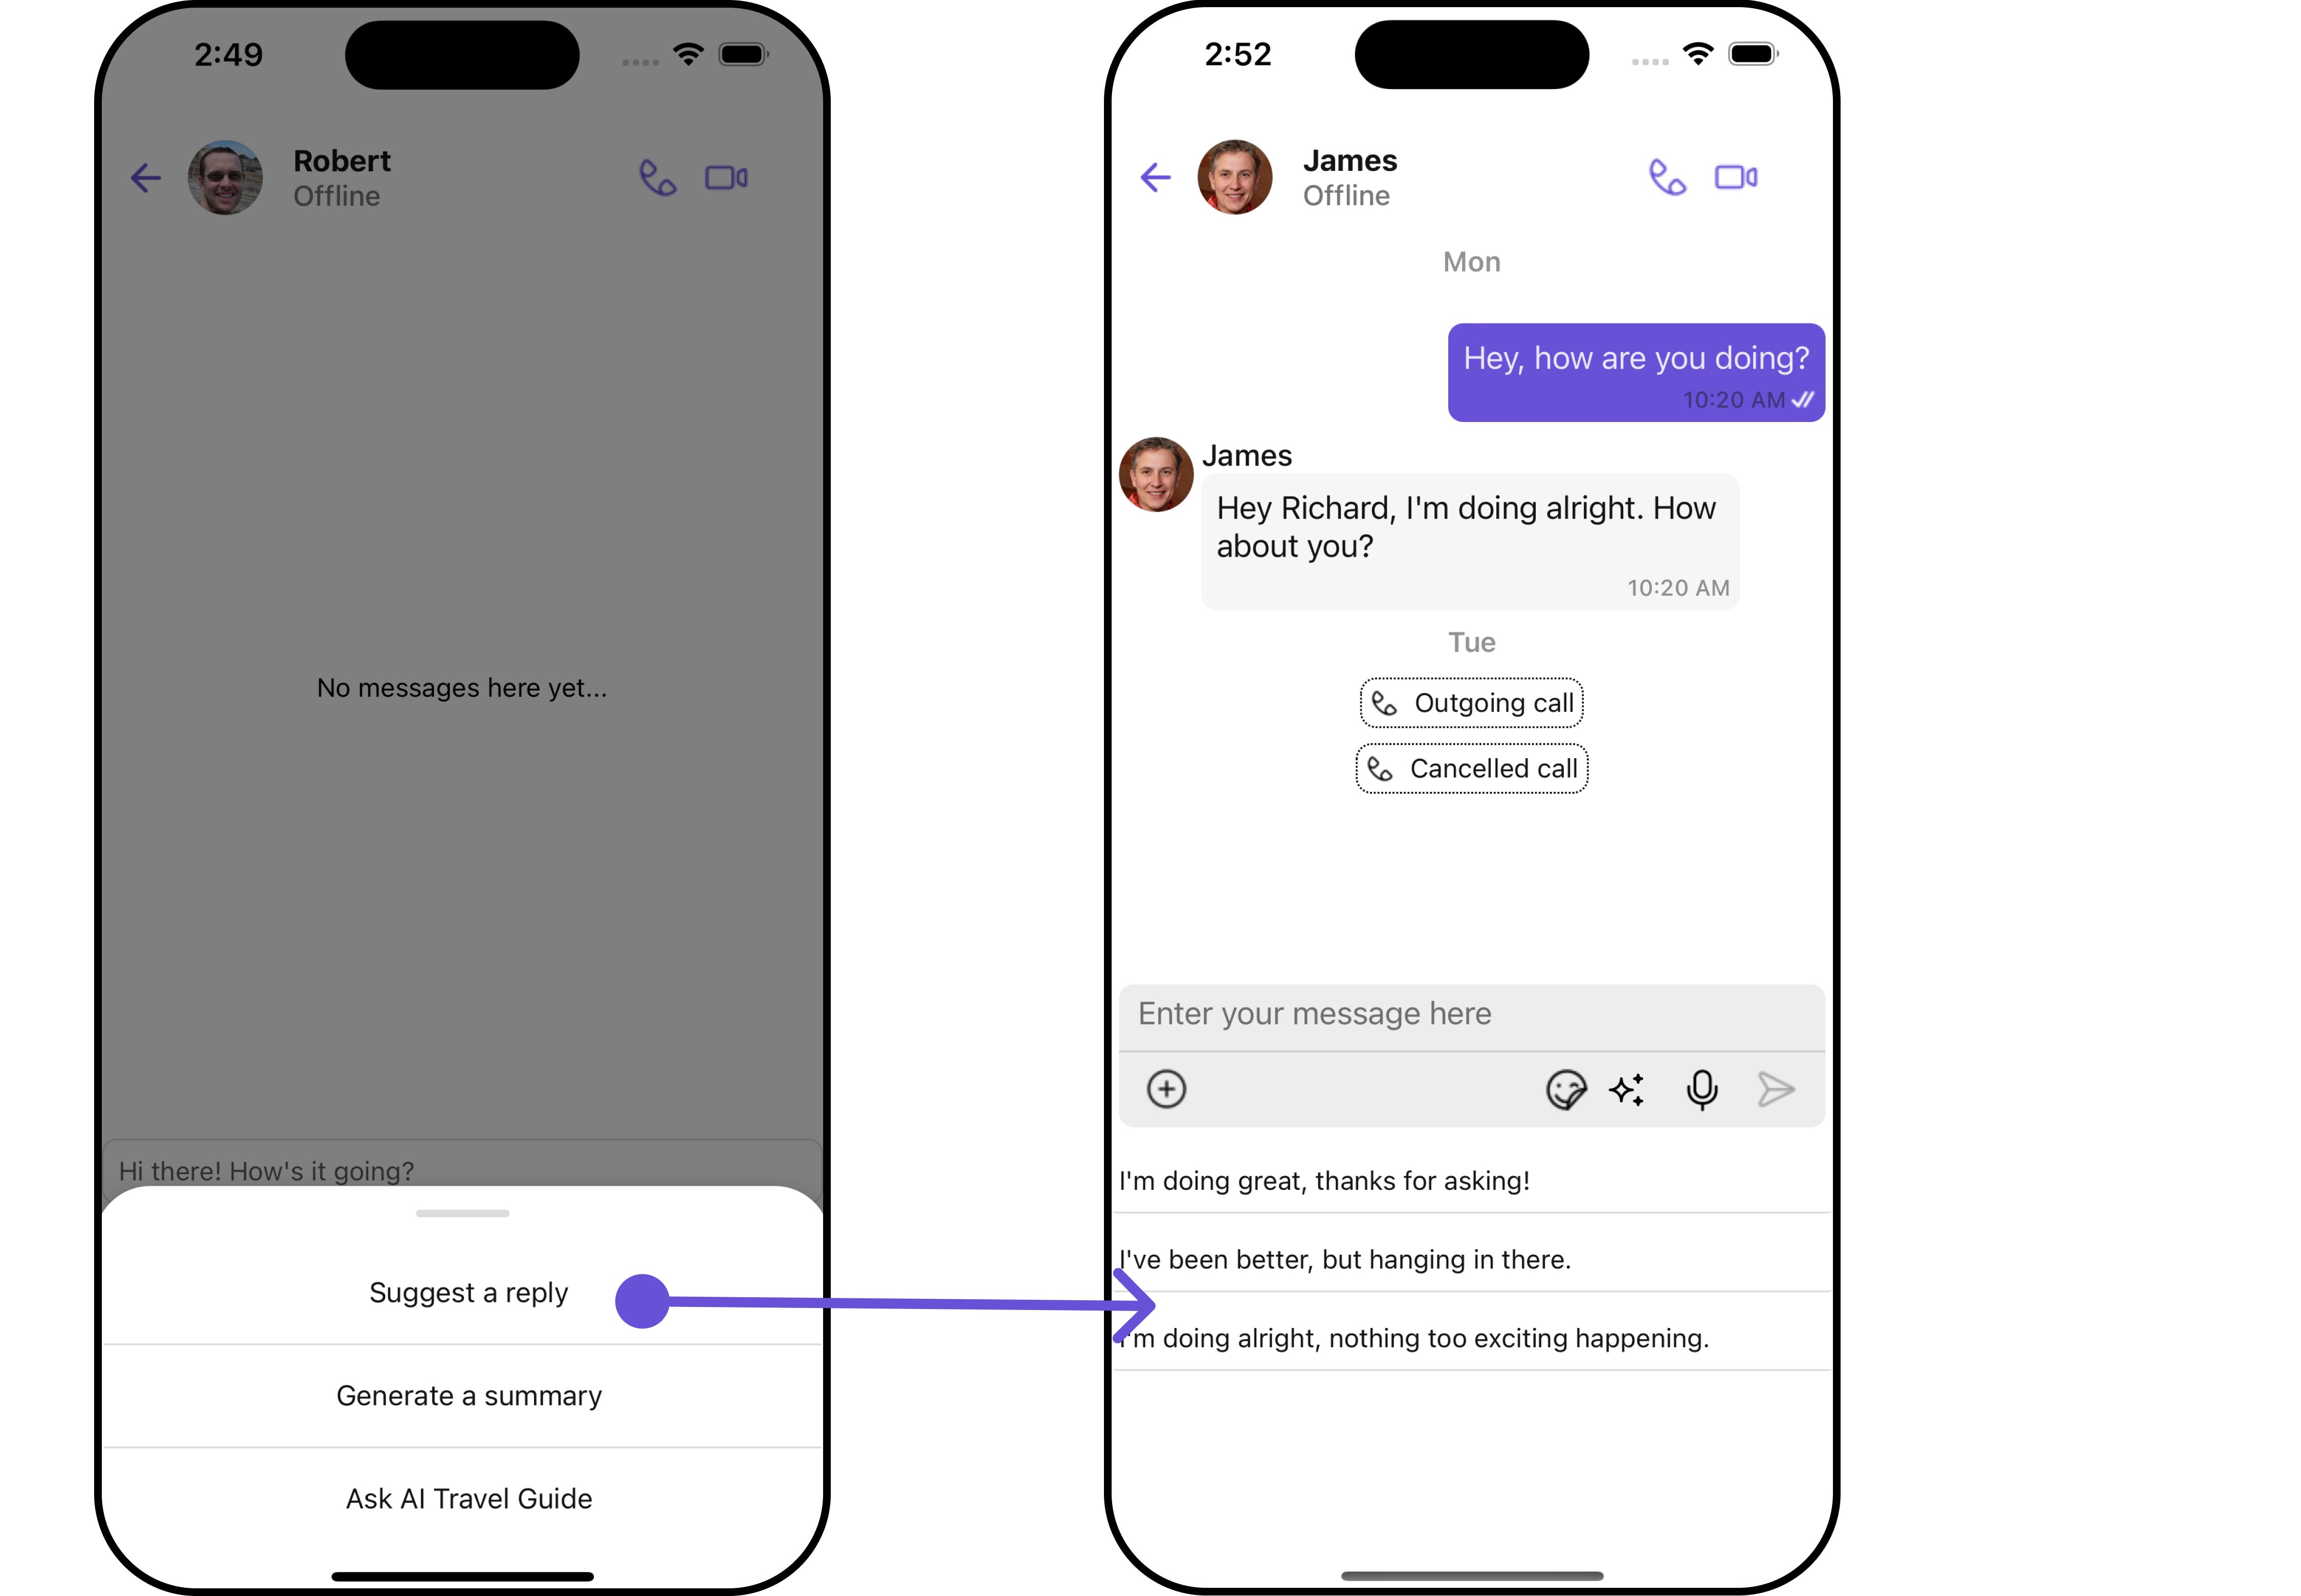 2:49
Robert
Offline
No messages here yet...
Hi there! How's it going?
Suggest a reply
Generate a summary
Ask AI Travel Guide
2:52
James
Offline
Mon
Hey, how are you doing?
10:20 AM
James
Hey Richard, I'm doing alright. How
about you?
10:20 AM
Tue
Outgoing call
Cancelled call
Enter your message here
I'm doing great, thanks for asking!
I've been better, but hanging in there.
I'm doing alright, nothing too exciting happening.